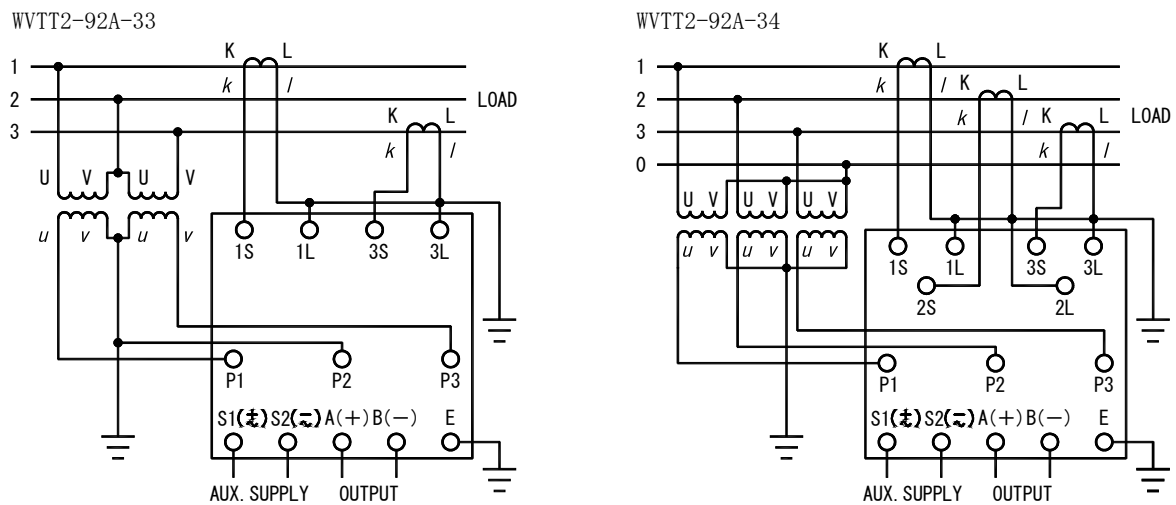 WVTT2-92A-33
K L
1
k l
2
LOAD
K L
3
k l
U V U V
u v u v
1S 1L 3S 3L
P1 P2 P3
S1(±) S2(∓) A(+) B(−) E
AUX. SUPPLY OUTPUT
WVTT2-92A-34
K L
1
k l K L
2
LOAD
k l K L
3
k l
0
U V U V U V
u v u v u v
1S 1L 3S 3L
2S 2L
P1 P2 P3
S1(±) S2(∓) A(+) B(−) E
AUX. SUPPLY OUTPUT